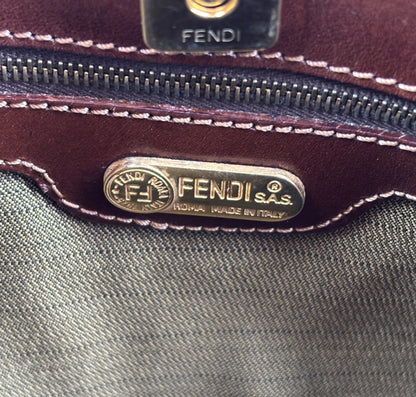 FENDI
FENDI ROMA
FF
FENDI® S.A.S.
ROMA MADE IN ITALY